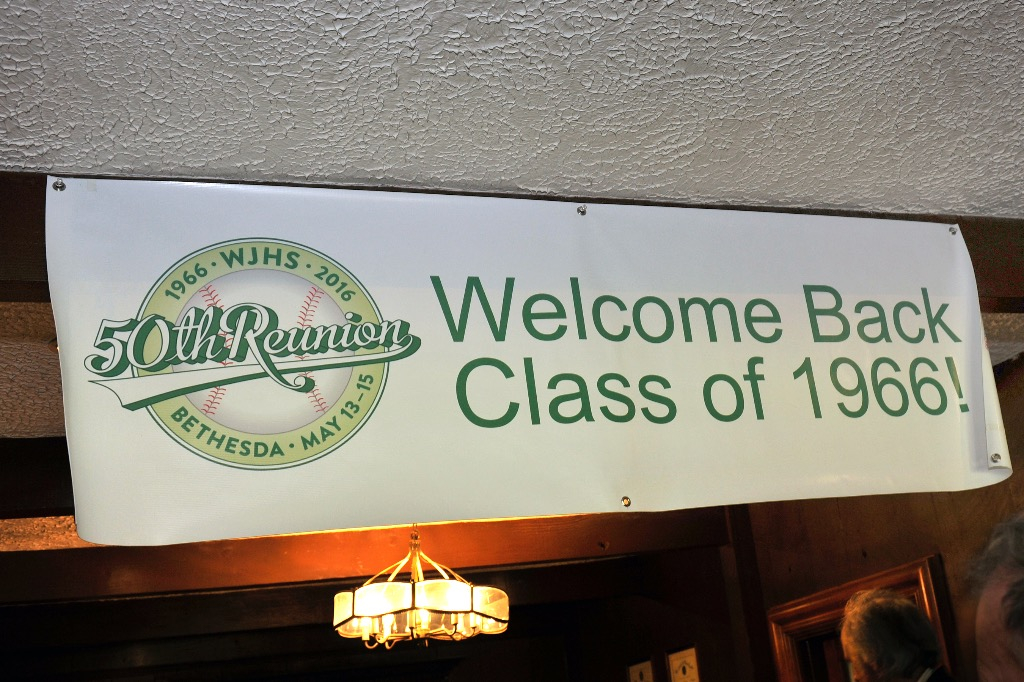 1966 · WJHS · 2016
50th Reunion
BETHESDA · MAY 13-15
Welcome Back
Class of 1966!